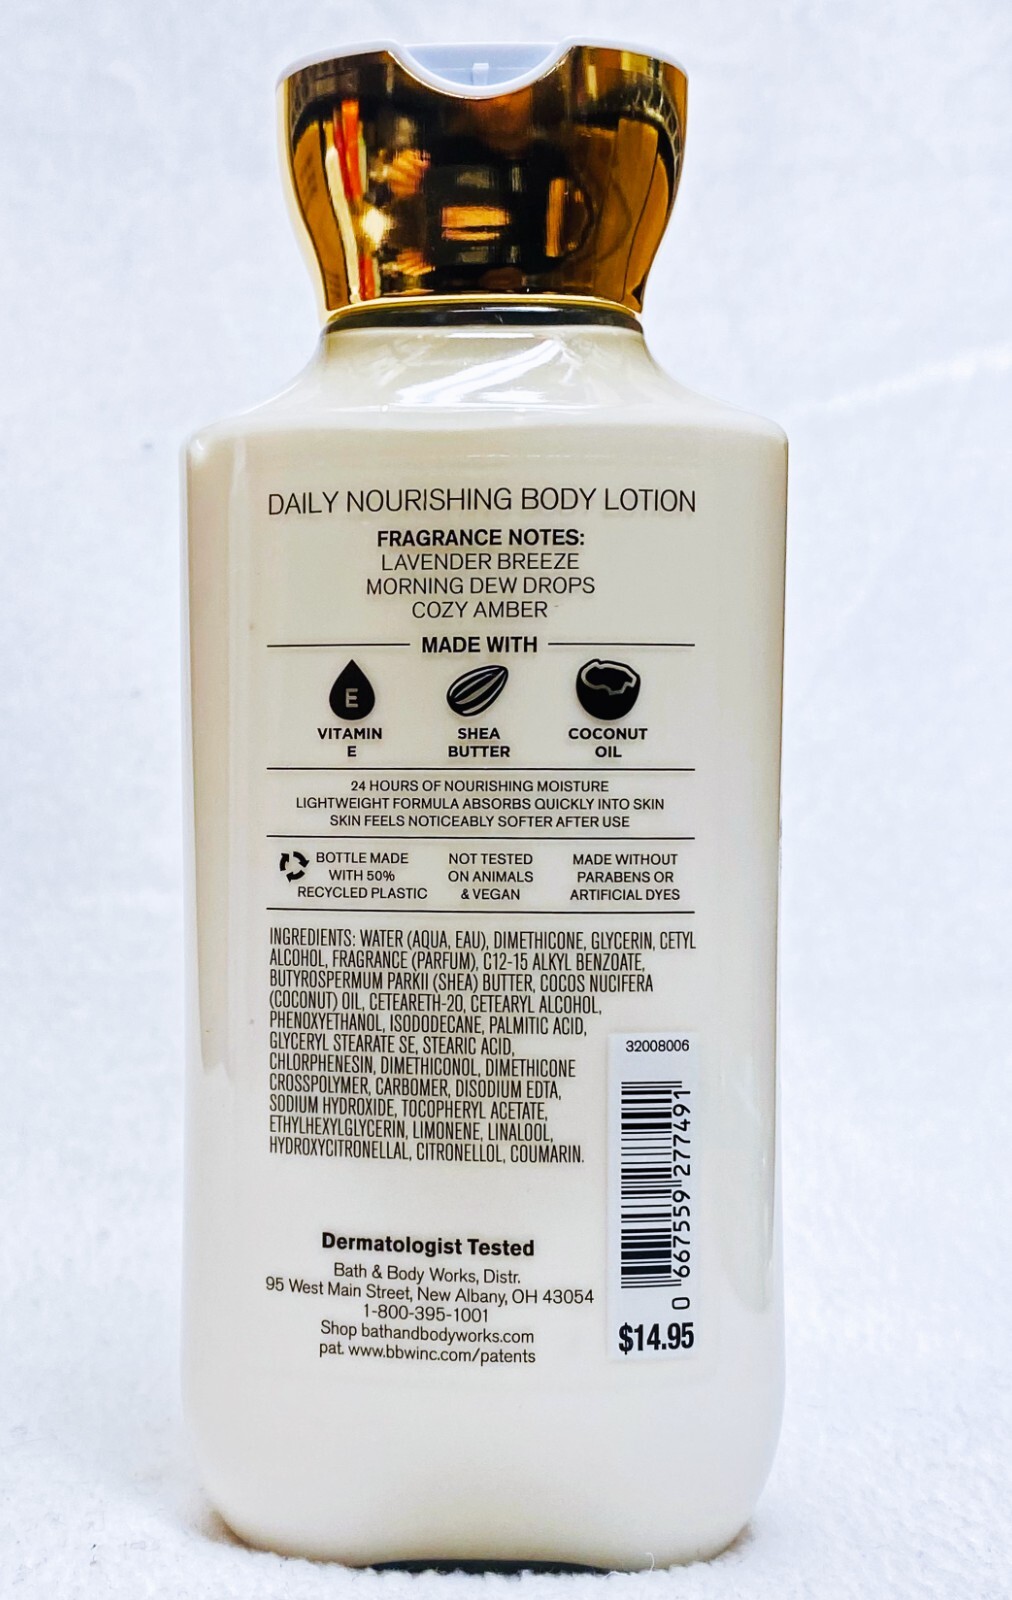 DAILY NOURISHING BODY LOTION
FRAGRANCE NOTES:
LAVENDER BREEZE
MORNING DEW DROPS
COZY AMBER
MADE WITH
E
VITAMIN
E
SHEA
BUTTER
COCONUT
OIL
24 HOURS OF NOURISHING MOISTURE
LIGHTWEIGHT FORMULA ABSORBS QUICKLY INTO SKIN
SKIN FEELS NOTICEABLY SOFTER AFTER USE
BOTTLE MADE
WITH 50%
RECYCLED PLASTIC
NOT TESTED
ON ANIMALS
& VEGAN
MADE WITHOUT
PARABENS OR
ARTIFICIAL DYES
INGREDIENTS: WATER (AQUA, EAU), DIMETHICONE, GLYCERIN, CETYL
ALCOHOL, FRAGRANCE (PARFUM), C12-15 ALKYL BENZOATE,
BUTYROSPERMUM PARKII (SHEA) BUTTER, COCOS NUCIFERA
(COCONUT) OIL, CETEARETH-20, CETEARYL ALCOHOL,
PHENOXYETHANOL, ISODODECANE, PALMITIC ACID,
GLYCERYL STEARATE SE, STEARIC ACID,
CHLORPHENESIN, DIMETHICONOL, DIMETHICONE
CROSSPOLYMER, CARBOMER, DISODIUM EDTA,
SODIUM HYDROXIDE, TOCOPHERYL ACETATE,
ETHYLHEXYLGLYCERIN, LIMONENE, LINALOOL,
HYDROXYCITRONELLAL, CITRONELLOL, COUMARIN.
32008006
0 667559 277491
$14.95
Dermatologist Tested
Bath & Body Works, Distr.
95 West Main Street, New Albany, OH 43054
1-800-395-1001
Shop bathandbodyworks.com
pat. www.bbwinc.com/patents